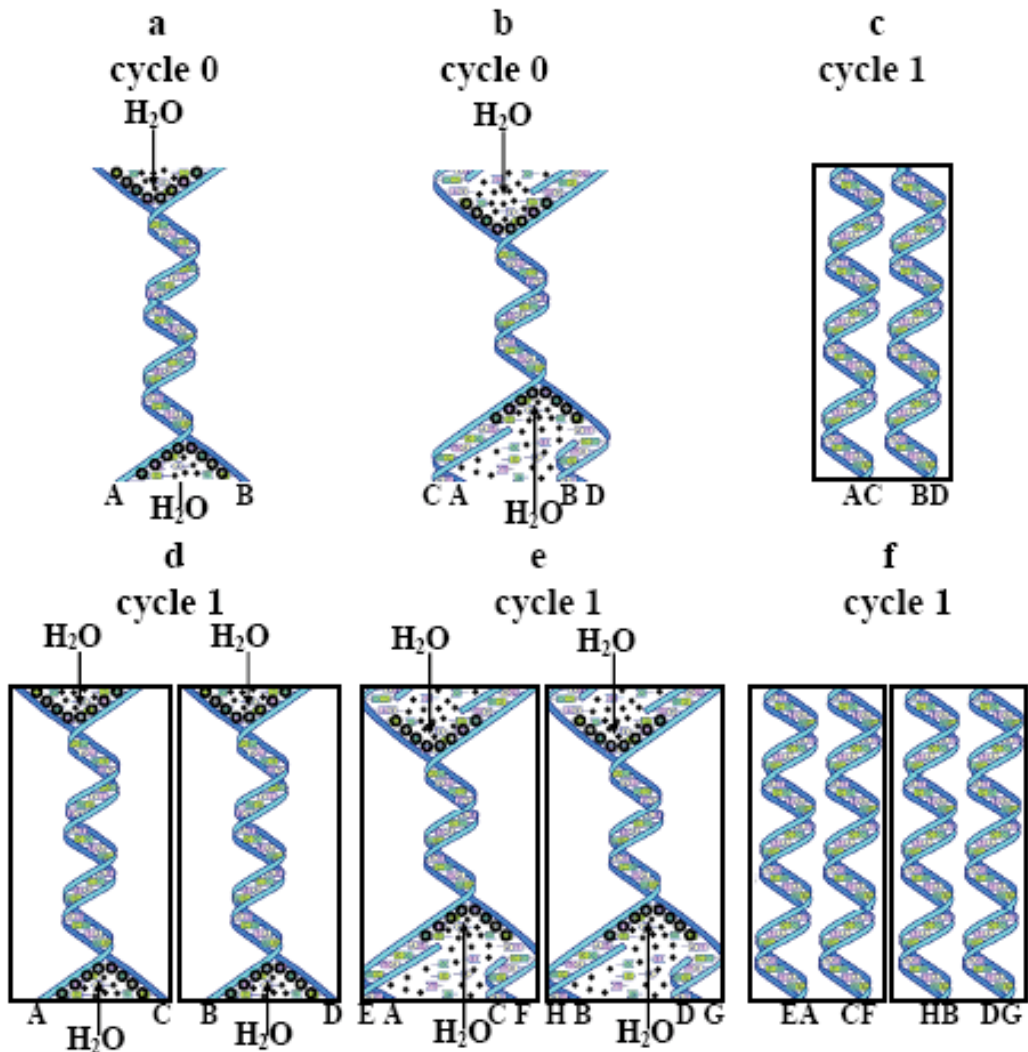 a b c
cycle 0 cycle 0 cycle 1
H₂O H₂O
A B
H₂O
C A B D
H₂O
AC BD
d e f
cycle 1 cycle 1 cycle 1
H₂O H₂O H₂O H₂O
A C B D
H₂O H₂O
E A C F H B D G
H₂O H₂O
EA CF HB DG